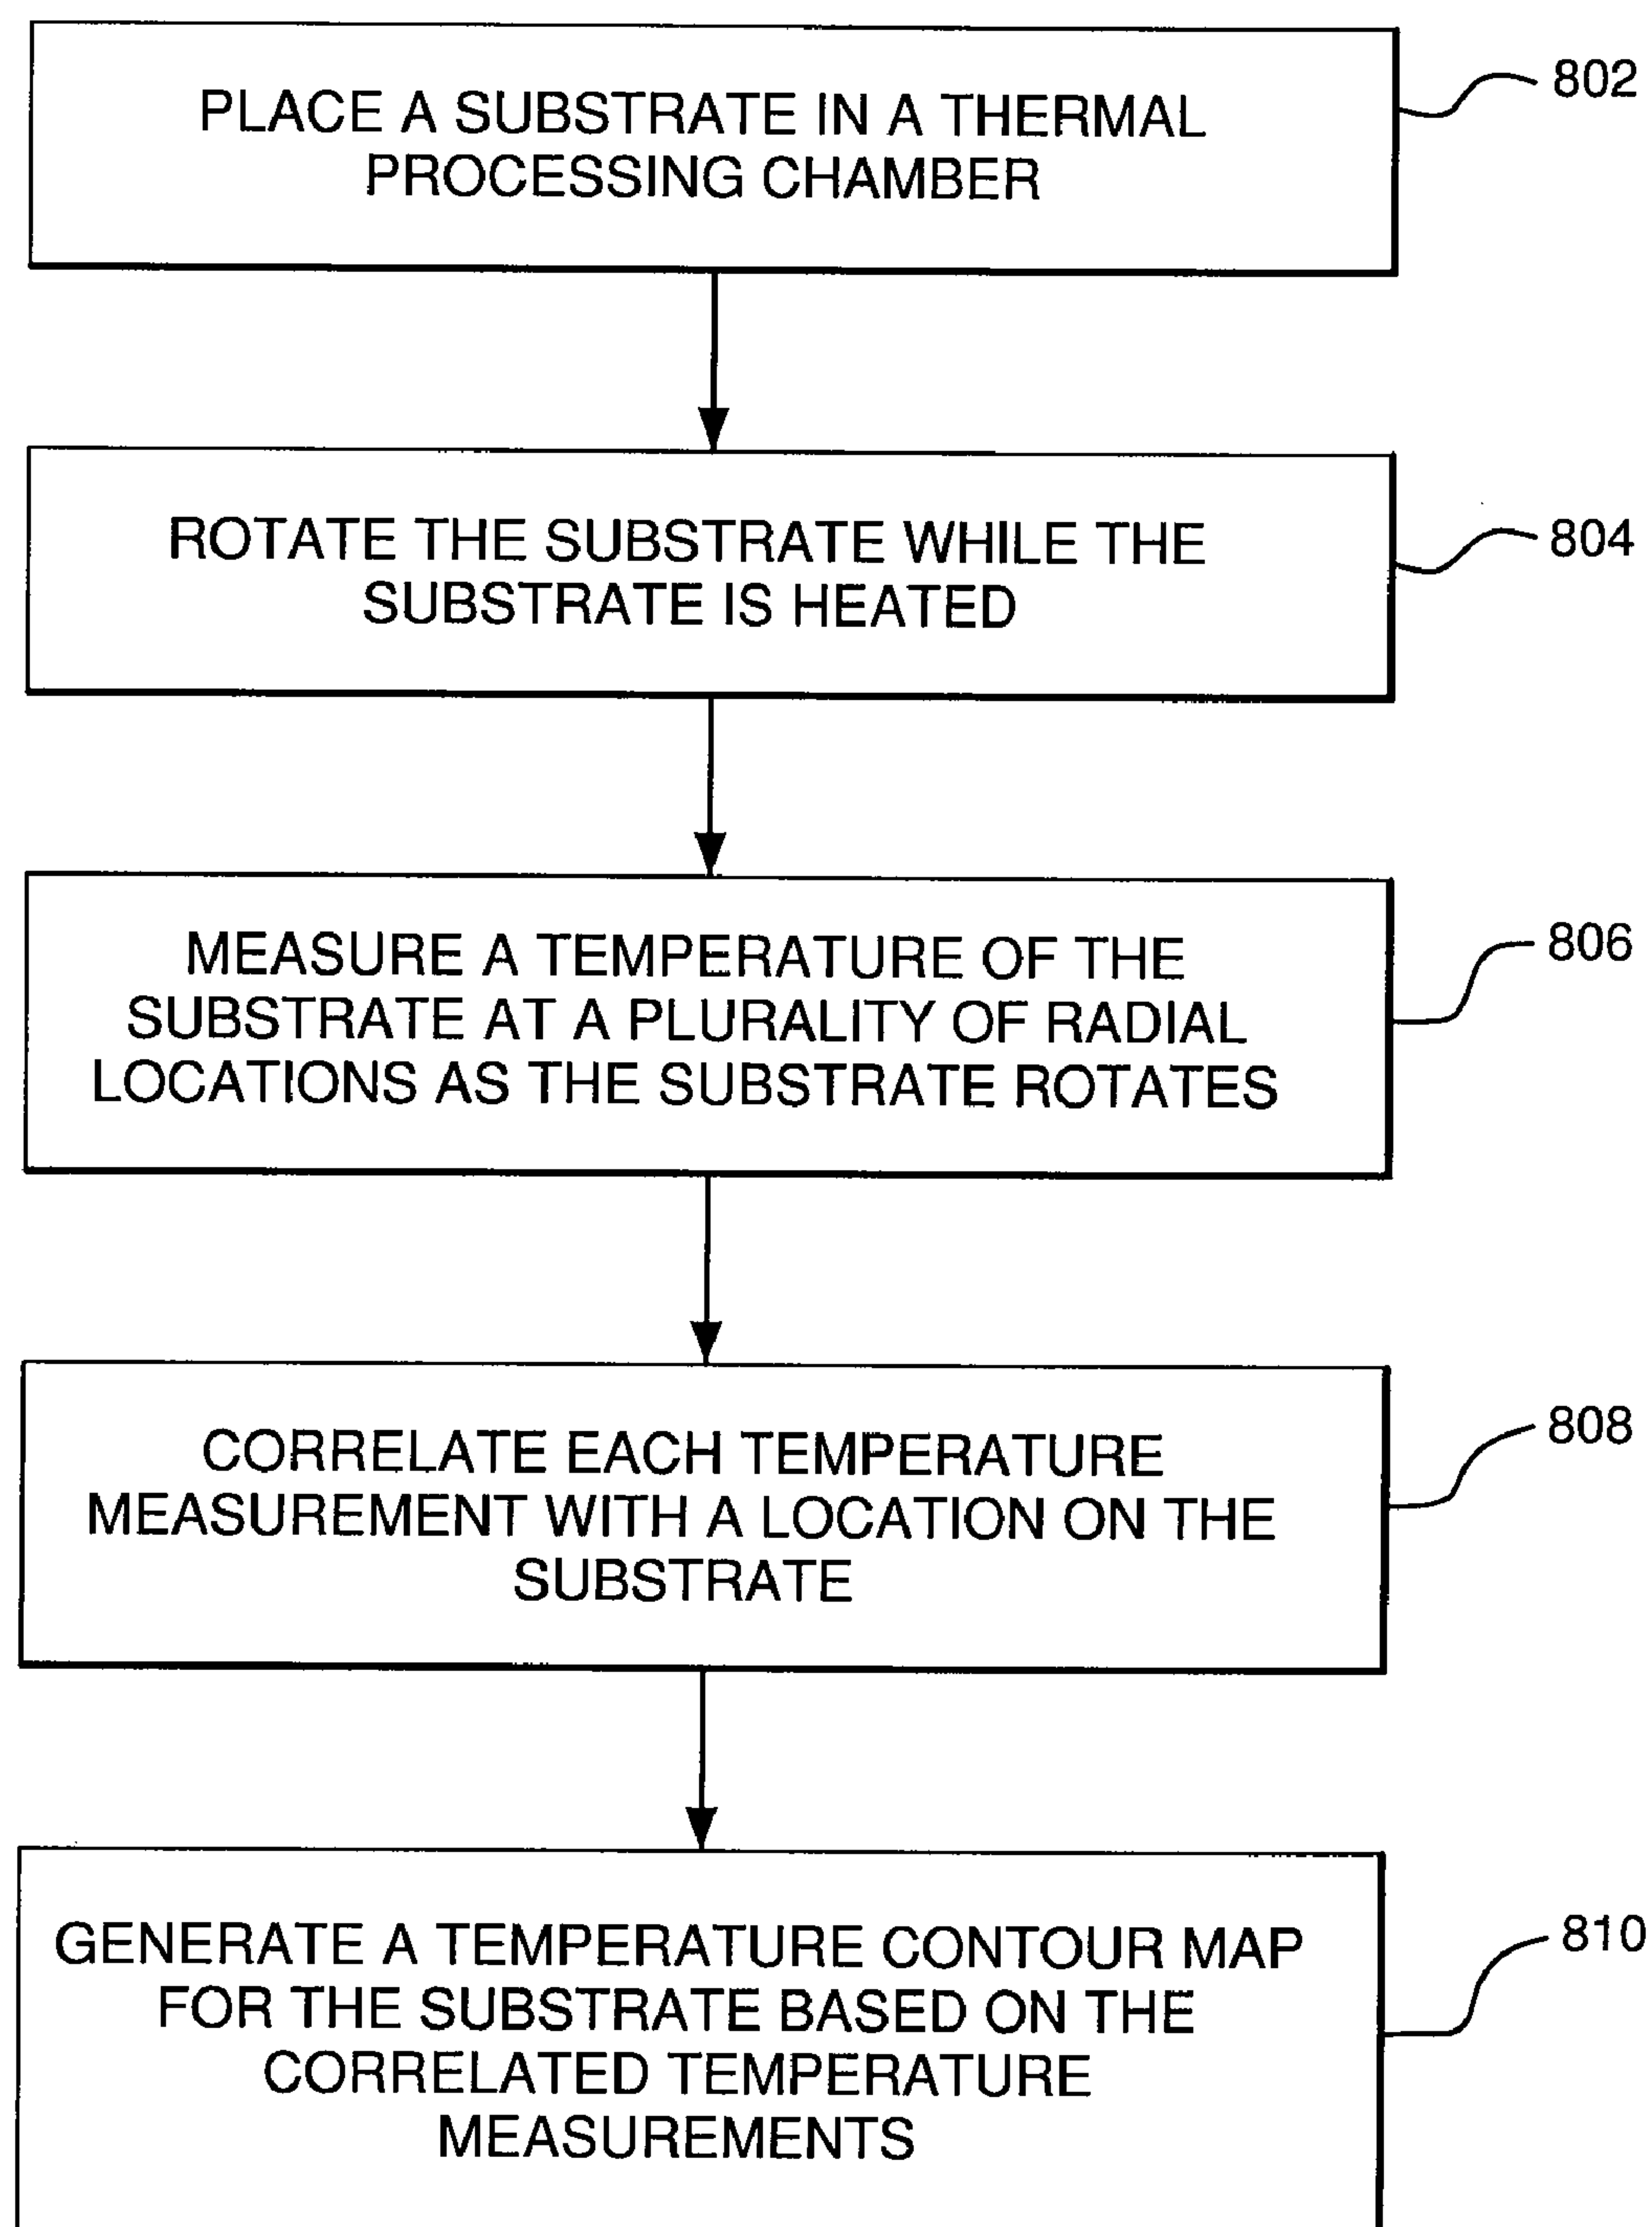 PLACE A SUBSTRATE IN A THERMAL
PROCESSING CHAMBER
802
ROTATE THE SUBSTRATE WHILE THE
SUBSTRATE IS HEATED
804
MEASURE A TEMPERATURE OF THE
SUBSTRATE AT A PLURALITY OF RADIAL
LOCATIONS AS THE SUBSTRATE ROTATES
806
CORRELATE EACH TEMPERATURE
MEASUREMENT WITH A LOCATION ON THE
SUBSTRATE
808
GENERATE A TEMPERATURE CONTOUR MAP
FOR THE SUBSTRATE BASED ON THE
CORRELATED TEMPERATURE
MEASUREMENTS
810